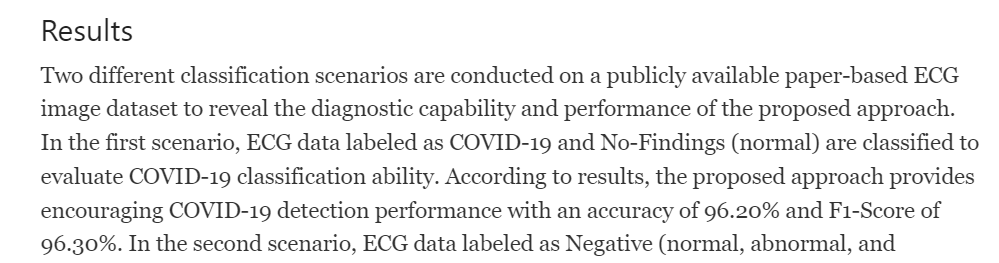 Results
Two different classification scenarios are conducted on a publicly available paper-based ECG
image dataset to reveal the diagnostic capability and performance of the proposed approach.
In the first scenario, ECG data labeled as COVID-19 and No-Findings (normal) are classified to
evaluate COVID-19 classification ability. According to results, the proposed approach provides
encouraging COVID-19 detection performance with an accuracy of 96.20% and F1-Score of
96.30%. In the second scenario, ECG data labeled as Negative (normal, abnormal, and